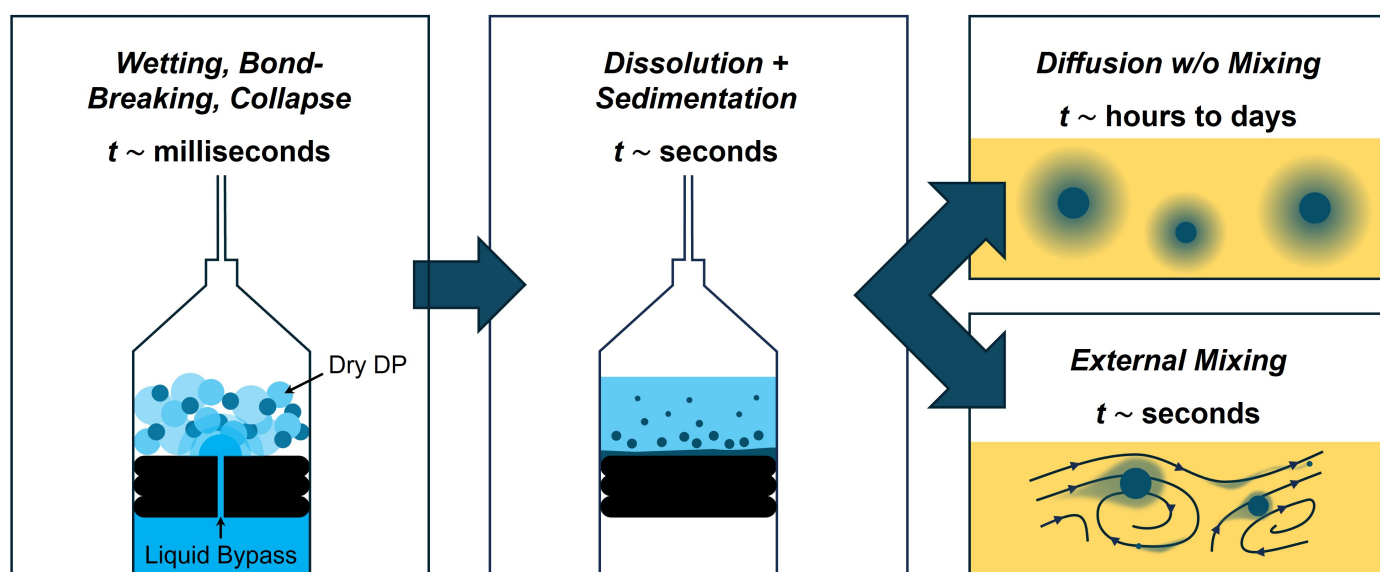 Wetting, Bond-
Breaking, Collapse
t ~ milliseconds
Dry DP
Liquid Bypass
Dissolution +
Sedimentation
t ~ seconds
Diffusion w/o Mixing
t ~ hours to days
External Mixing
t ~ seconds